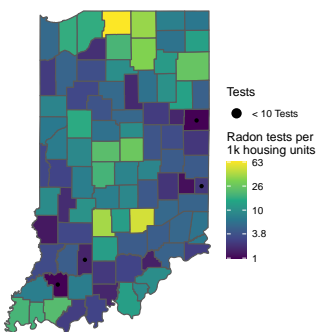 Tests
< 10 Tests
Radon tests per
1k housing units
63
26
10
3.8
1